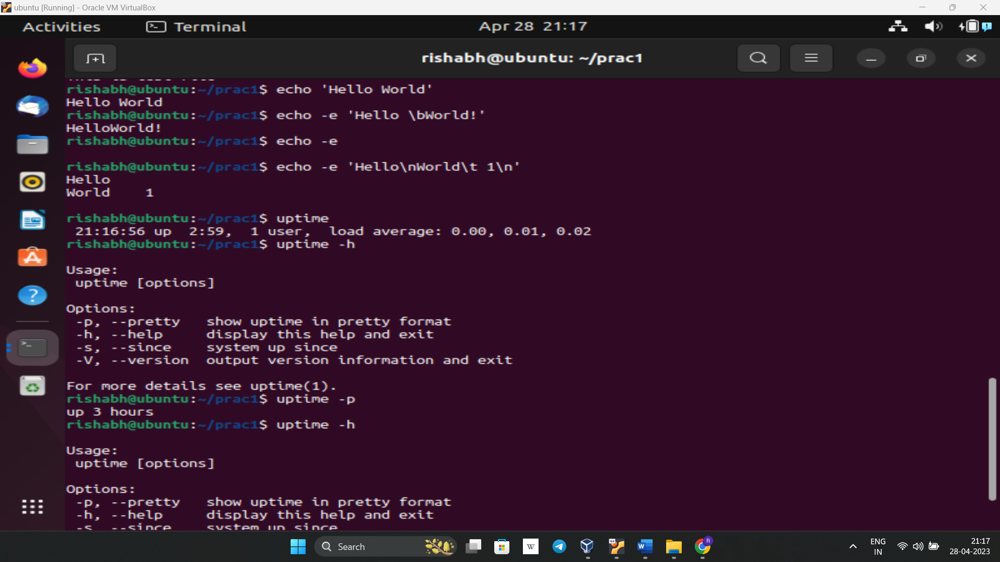 ubuntu [Running] - Oracle VM VirtualBox
Activities Terminal Apr 28 21:17
rishabh@ubuntu: ~/prac1
rishabh@ubuntu:~/prac1$ echo 'Hello World'
Hello World
rishabh@ubuntu:~/prac1$ echo -e 'Hello \bWorld!'
HelloWorld!
rishabh@ubuntu:~/prac1$ echo -e
rishabh@ubuntu:~/prac1$ echo -e 'Hello\nWorld\t 1\n'
Hello
World    1
rishabh@ubuntu:~/prac1$ uptime
 21:16:56 up  2:59,  1 user,  load average: 0.00, 0.01, 0.02
rishabh@ubuntu:~/prac1$ uptime -h
Usage:
 uptime [options]
Options:
 -p, --pretty   show uptime in pretty format
 -h, --help     display this help and exit
 -s, --since    system up since
 -V, --version  output version information and exit
For more details see uptime(1).
rishabh@ubuntu:~/prac1$ uptime -p
up 3 hours
rishabh@ubuntu:~/prac1$ uptime -h
Usage:
 uptime [options]
Options:
 -p, --pretty   show uptime in pretty format
 -h, --help     display this help and exit
 -s, --since    system up since
Search
W
64
W
R
ENG
IN
21:17
28-04-2023